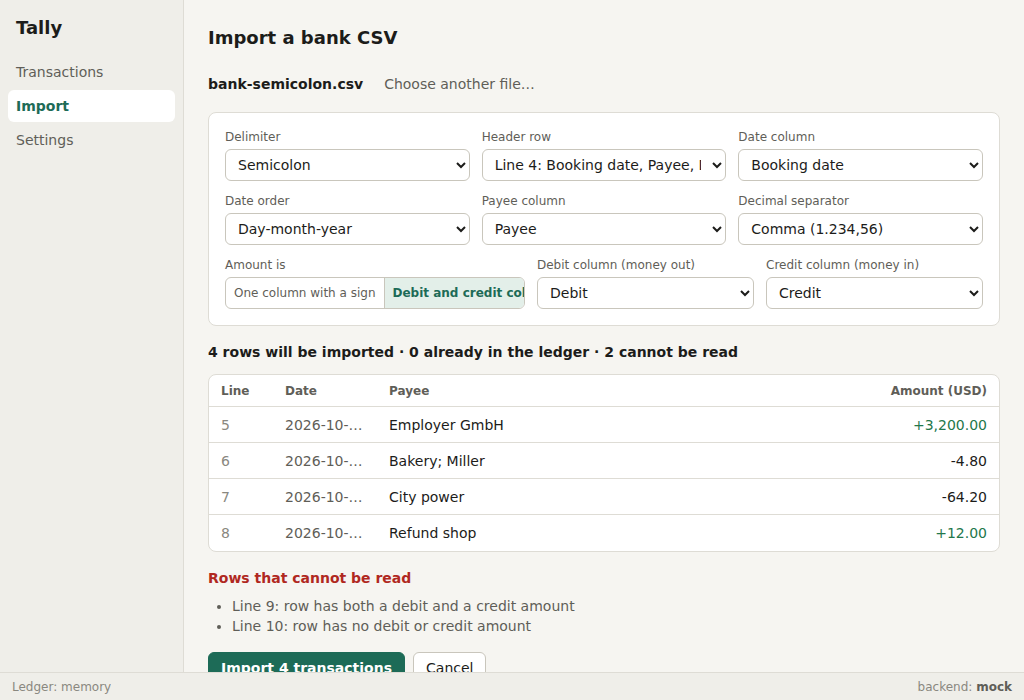 Tally
Transactions
Import
Settings
Import a bank CSV
bank-semicolon.csv Choose another file…
Delimiter Header row Date column
Semicolon Line 4: Booking date, Payee, Booking date
Date order Payee column Decimal separator
Day-month-year Payee Comma (1.234,56)
Amount is Debit column (money out) Credit column (money in)
One column with a sign Debit and credit Debit Credit
4 rows will be imported · 0 already in the ledger · 2 cannot be read
Line Date Payee Amount (USD)
5 2026-10-… Employer GmbH +3,200.00
6 2026-10-… Bakery; Miller -4.80
7 2026-10-… City power -64.20
8 2026-10-… Refund shop +12.00
Rows that cannot be read
• Line 9: row has both a debit and a credit amount
• Line 10: row has no debit or credit amount
Import 4 transactions Cancel
Ledger: memory backend: mock